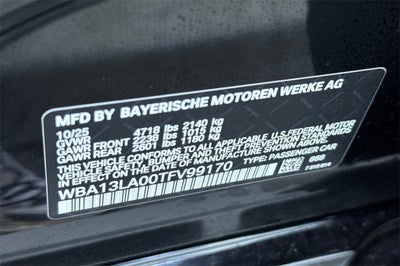 MFD BY BAYERISCHE MOTOREN WERKE AG
10/25
GVWR 4718 lbs 2140 kg
GAWR FRONT 2238 lbs 1015 kg
GAWR REAR 2601 lbs 1180 kg
THIS VEHICLE CONFORMS TO ALL APPLICABLE U.S. FEDERAL MOTOR
VEHICLE SAFETY, BUMPER, AND THEFT PREVENTION STANDARDS
IN EFFECT ON THE DATE OF MANUFACTURE SHOWN ABOVE.
WBA13LA00TFV99170 TYPE: PASSENGER CAR
668